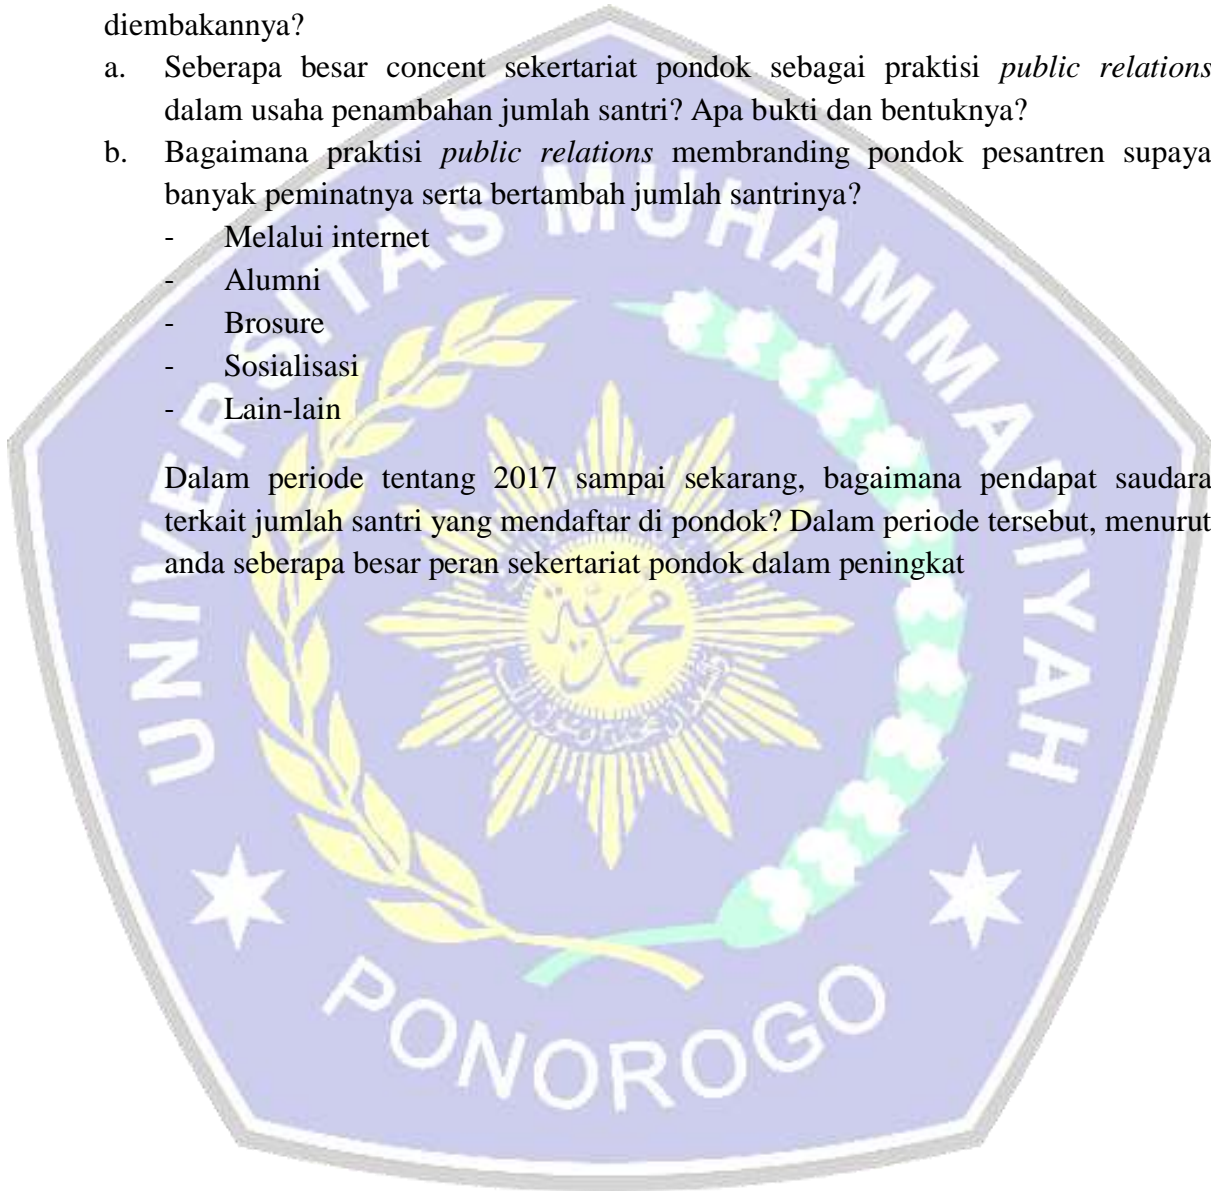 diembakannya?
a. Seberapa besar concent sekertariat pondok sebagai praktisi public relations
dalam usaha penambahan jumlah santri? Apa bukti dan bentuknya?
b. Bagaimana praktisi public relations membranding pondok pesantren supaya
banyak peminatnya serta bertambah jumlah santrinya?
- Melalui internet
- Alumni
- Brosure
- Sosialisasi
- Lain-lain
Dalam periode tentang 2017 sampai sekarang, bagaimana pendapat saudara
terkait jumlah santri yang mendaftar di pondok? Dalam periode tersebut, menurut
anda seberapa besar peran sekertariat pondok dalam peningkat
UNIVERSITAS MUHAMMADIYAH
PONOROGO